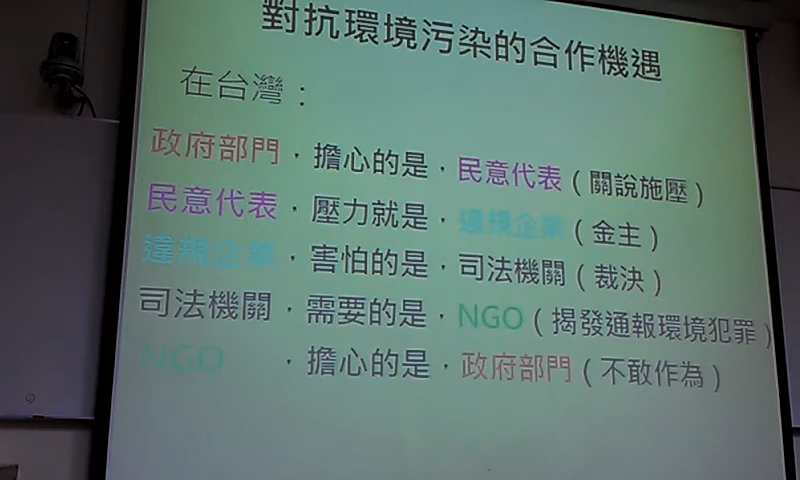 對抗環境污染的合作機遇
在台灣：
政府部門，擔心的是，民意代表（關說施壓）
民意代表，壓力就是，違規企業（金主）
違規企業，害怕的是，司法機關（裁決）
司法機關，需要的是，NGO（揭發通報環境犯罪）
NGO，擔心的是，政府部門（不敢作為）